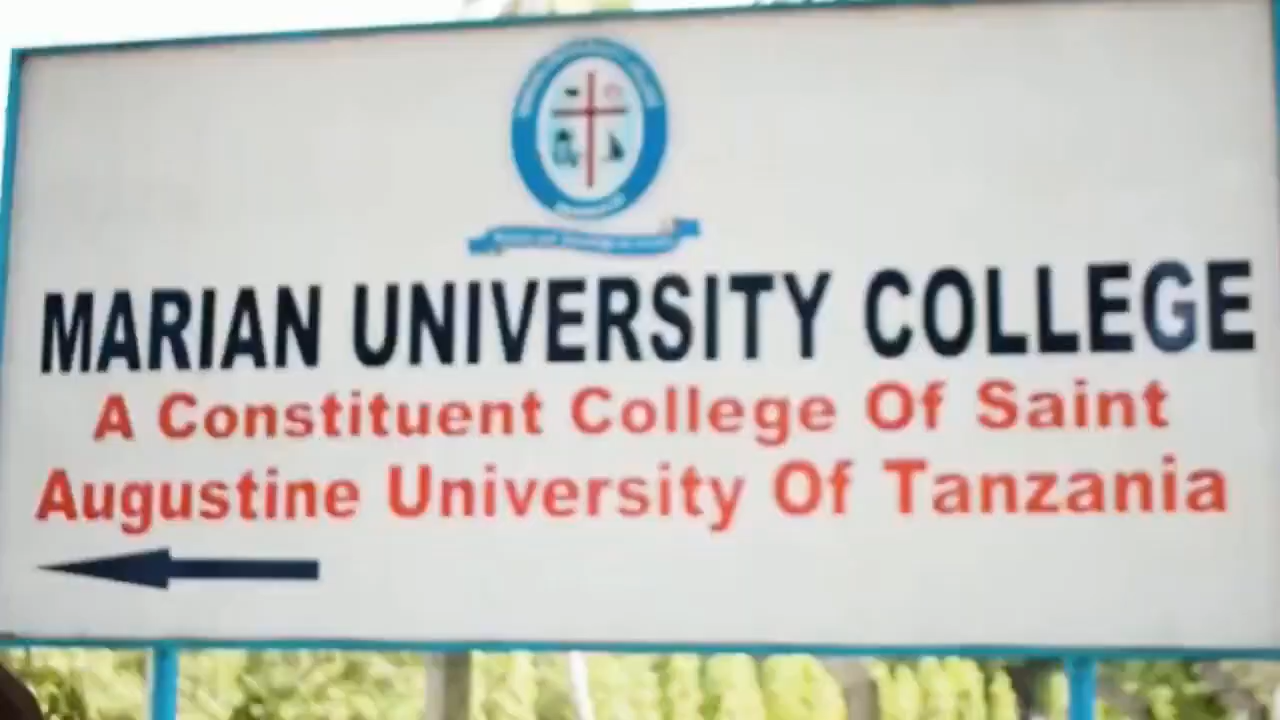 MARIAN UNIVERSITY COLLEGE
A Constituent College Of Saint
Augustine University Of Tanzania